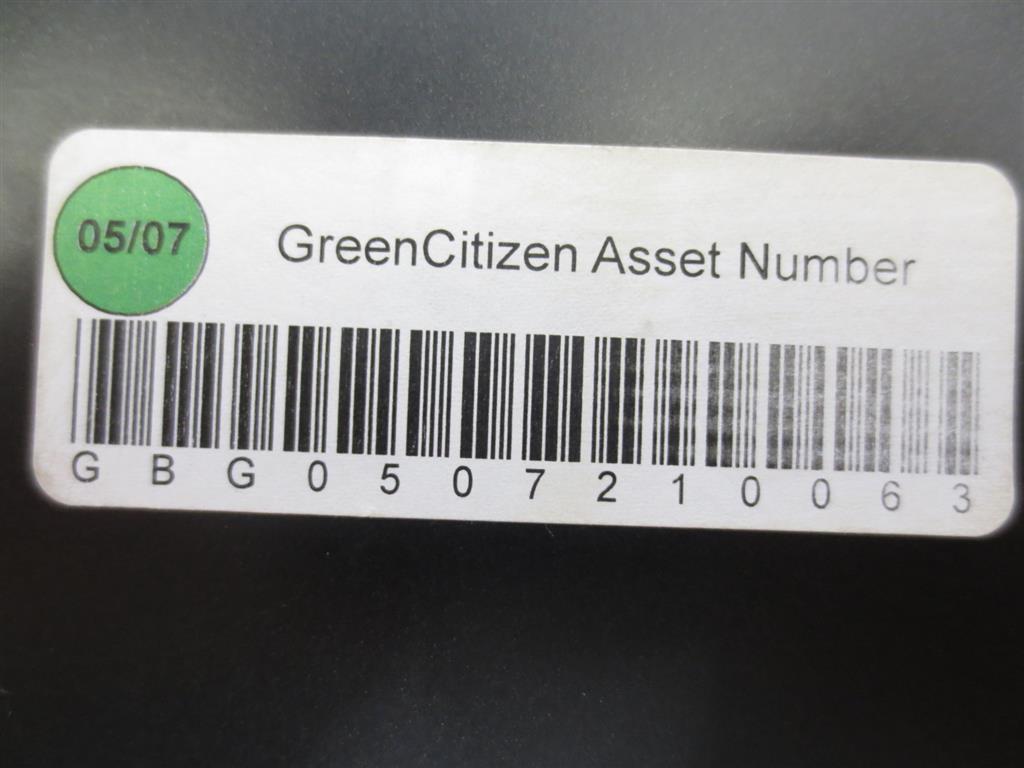 05/07
GreenCitizen Asset Number
G B G 0 5 0 7 2 1 0 0 6 3